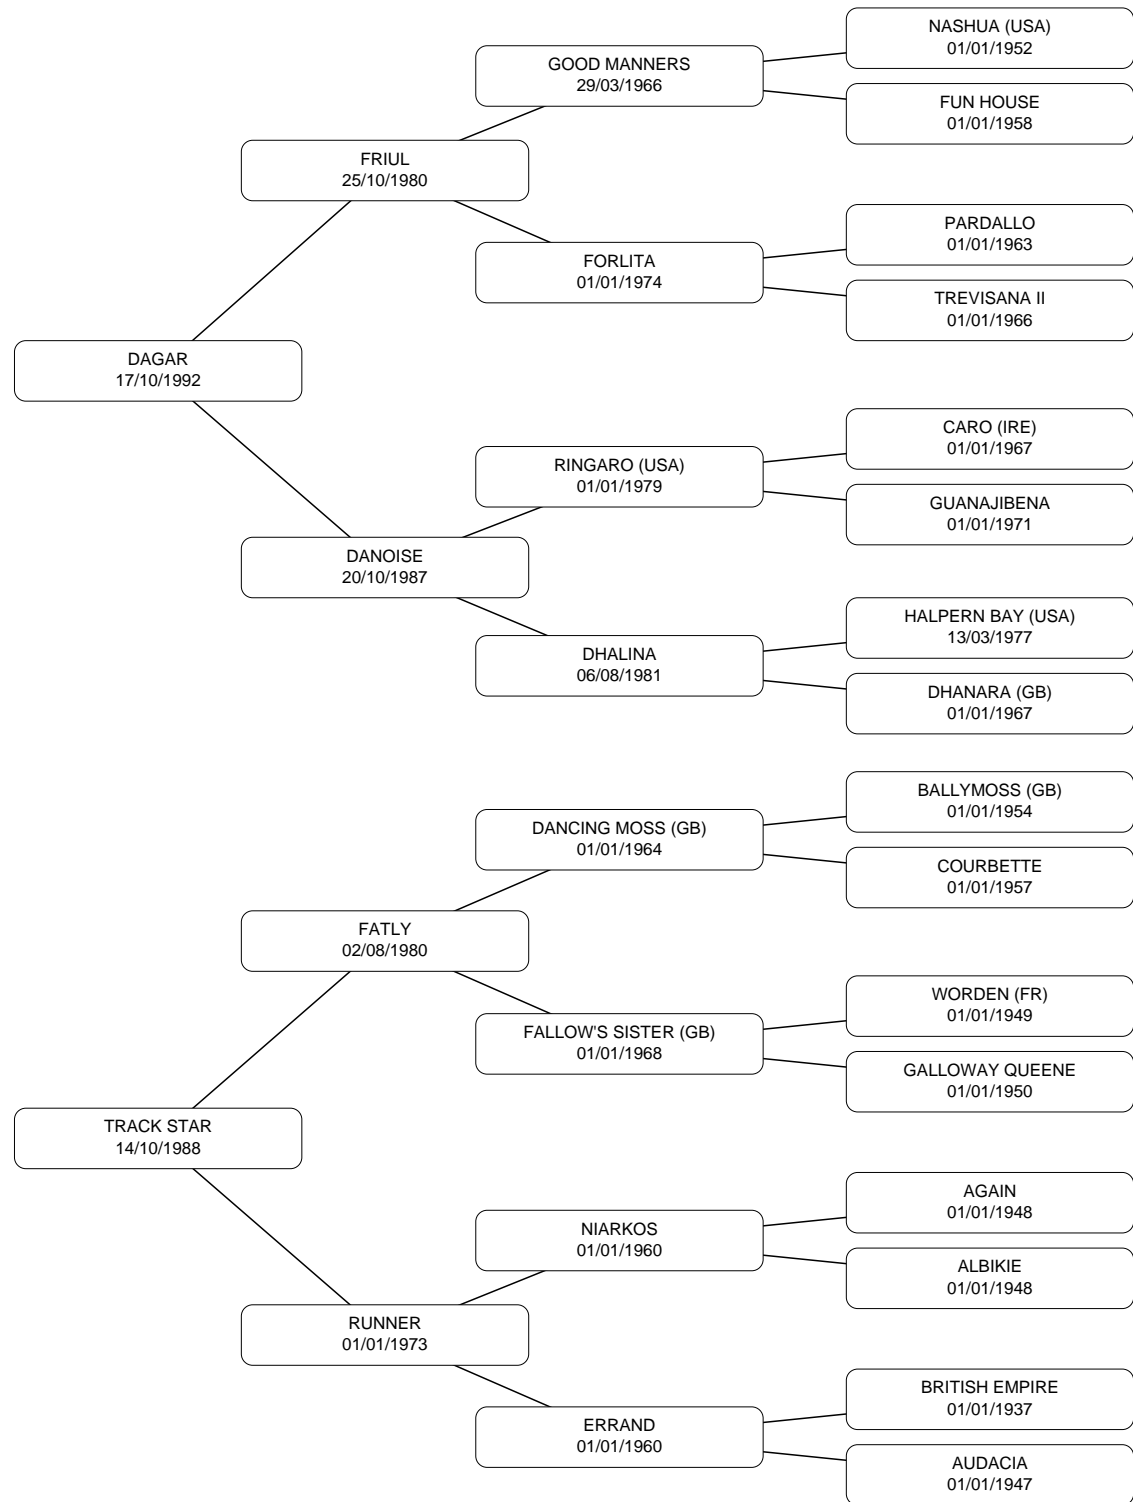 NASHUA (USA)
01/01/1952
GOOD MANNERS
29/03/1966
FUN HOUSE
01/01/1958
FRIUL
25/10/1980
PARDALLO
01/01/1963
FORLITA
01/01/1974
TREVISANA II
01/01/1966
DAGAR
17/10/1992
CARO (IRE)
01/01/1967
RINGARO (USA)
01/01/1979
GUANAJIBENA
01/01/1971
DANOISE
20/10/1987
HALPERN BAY (USA)
13/03/1977
DHALINA
06/08/1981
DHANARA (GB)
01/01/1967
BALLYMOSS (GB)
01/01/1954
DANCING MOSS (GB)
01/01/1964
COURBETTE
01/01/1957
FATLY
02/08/1980
WORDEN (FR)
01/01/1949
FALLOW'S SISTER (GB)
01/01/1968
GALLOWAY QUEENE
01/01/1950
TRACK STAR
14/10/1988
AGAIN
01/01/1948
NIARKOS
01/01/1960
ALBIKIE
01/01/1948
RUNNER
01/01/1973
BRITISH EMPIRE
01/01/1937
ERRAND
01/01/1960
AUDACIA
01/01/1947